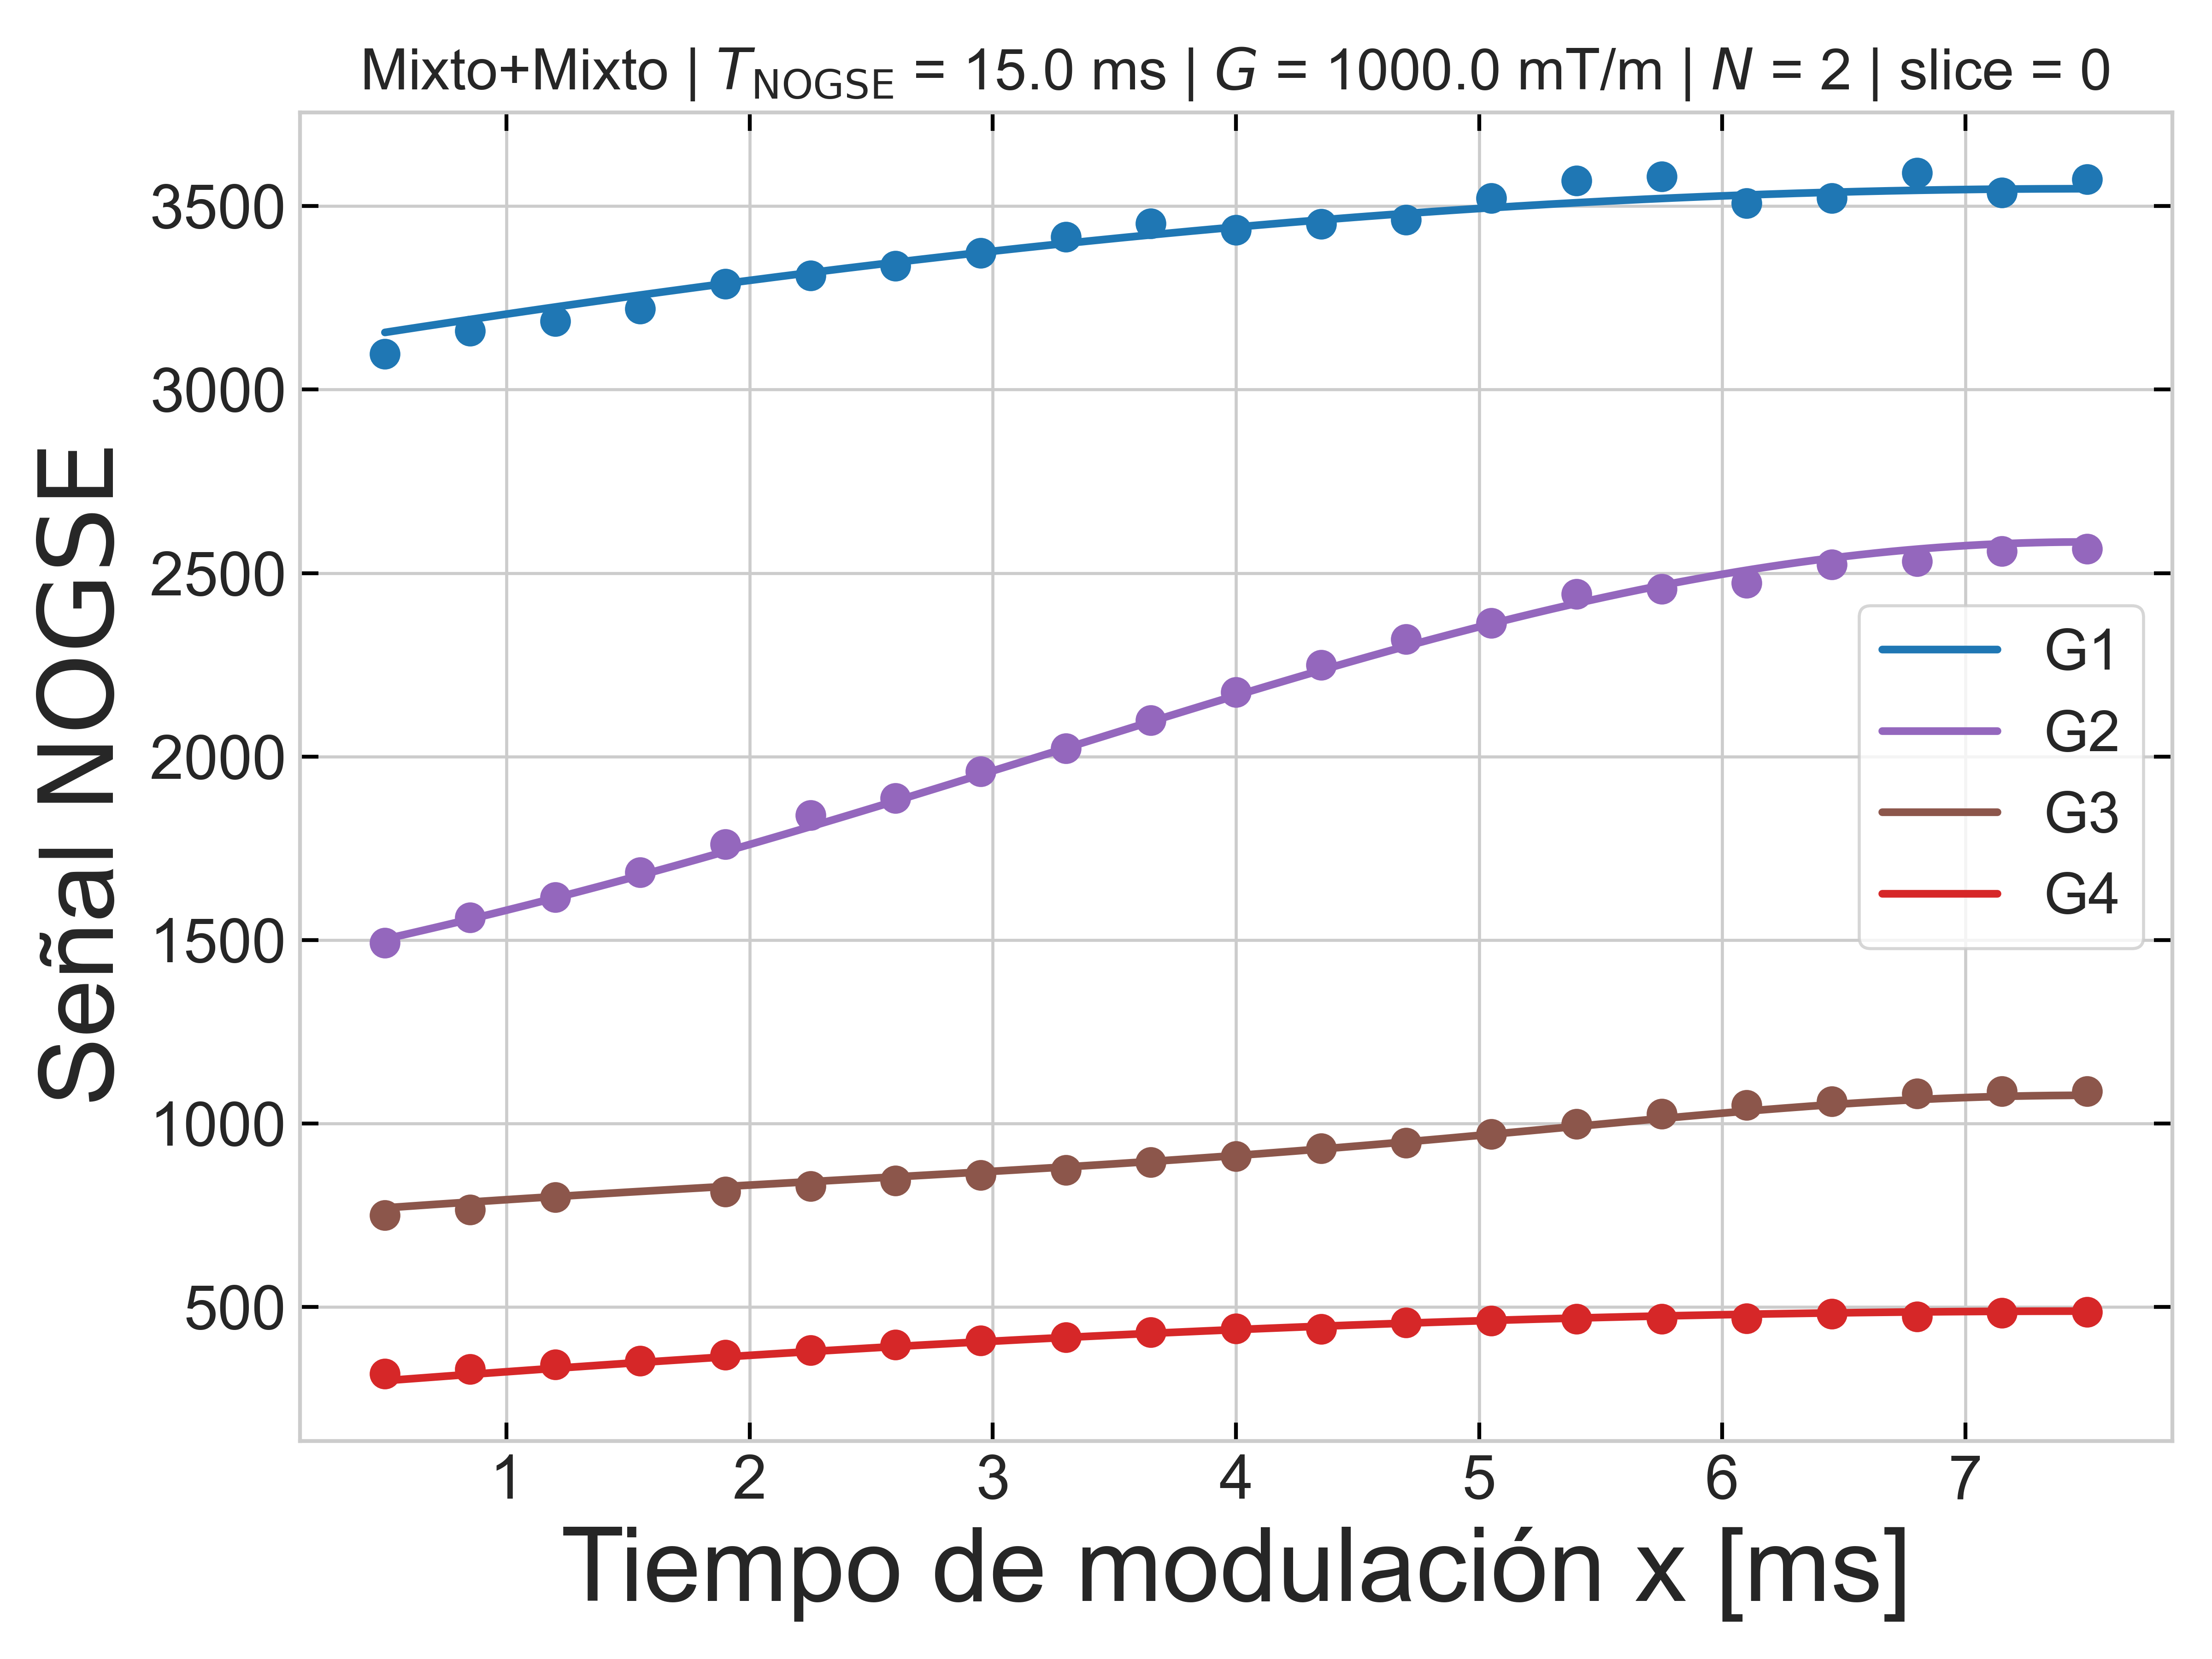 Mixto+Mixto | T_NOGSE = 15.0 ms | G = 1000.0 mT/m | N = 2 | slice = 0
Señal NOGSE
3500
3000
2500
2000
1500
1000
500
G1
G2
G3
G4
1 2 3 4 5 6 7
Tiempo de modulación x [ms]